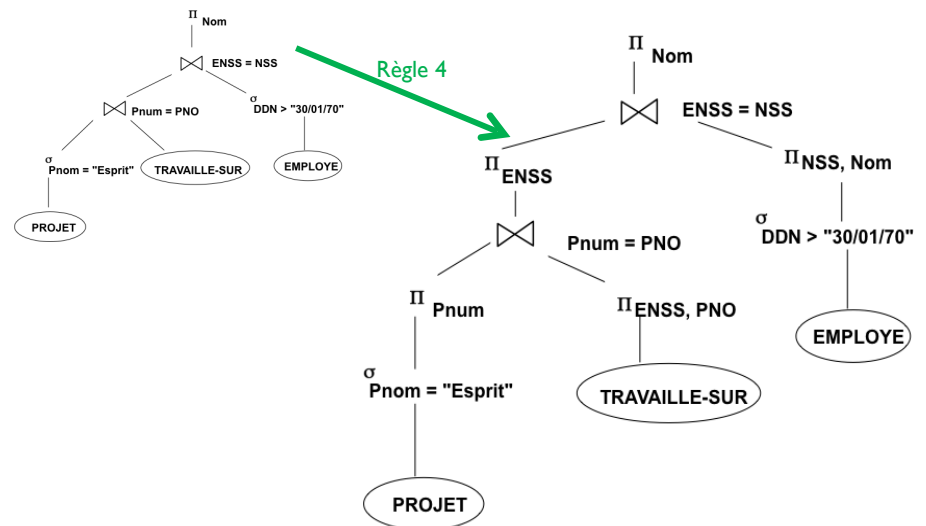 Π Nom
ENSS = NSS
Pnum = PNO
σ DDN > "30/01/70"
σ Pnom = "Esprit"
TRAVAILLE-SUR
EMPLOYE
PROJET
Règle 4
Π Nom
ENSS = NSS
Π ENSS
Π NSS, Nom
Pnum = PNO
σ DDN > "30/01/70"
Π Pnum
Π ENSS, PNO
EMPLOYE
σ Pnom = "Esprit"
TRAVAILLE-SUR
PROJET